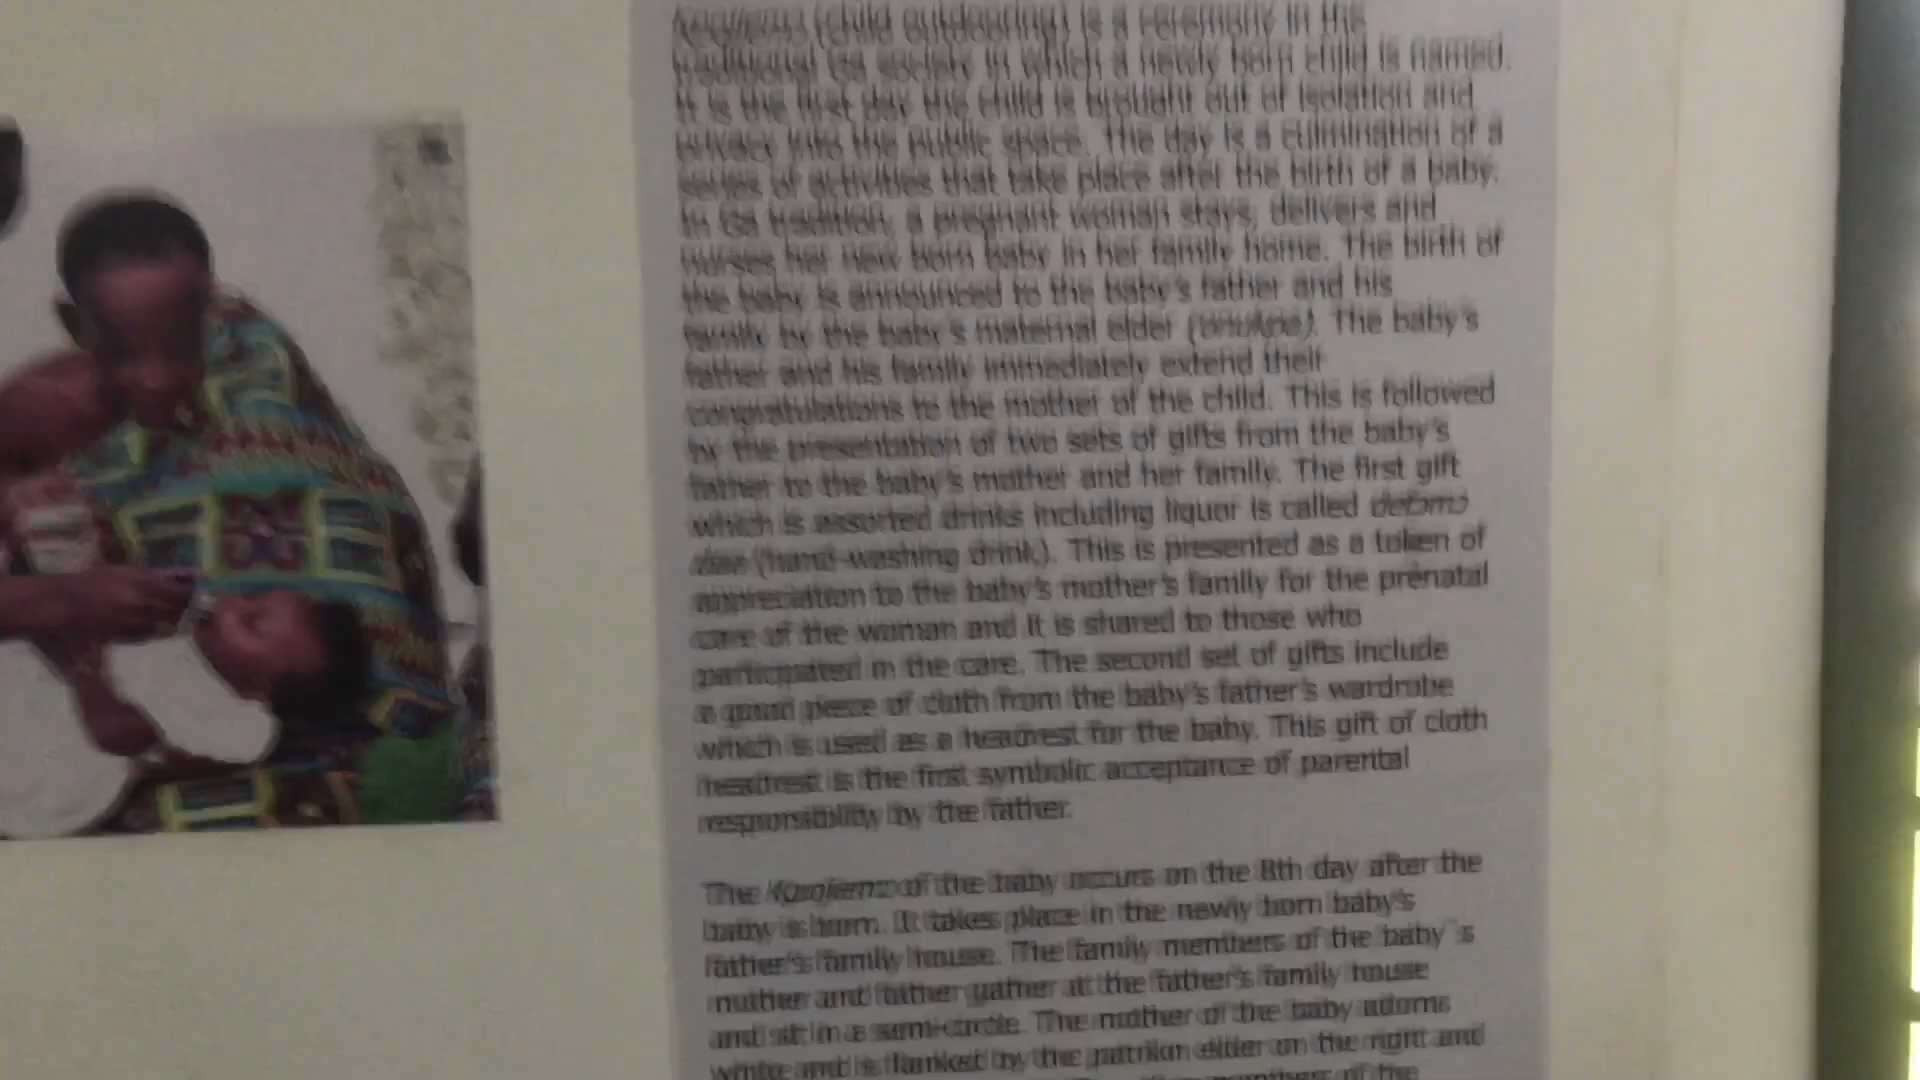 Kpojiemɔ (child outdooring) is a ceremony in the
traditional Ga society in which a newly born child is named.
It is the first day the child is brought out of isolation and
privacy into the public space. The day is a culmination of a
series of activities that take place after the birth of a baby.
In Ga tradition, a pregnant woman stays, delivers and
nurses her new born baby in her family home. The birth of
the baby is announced to the baby's father and his
family by the baby's maternal elder The baby's
father and his family immediately extend their
congratulations to the mother of the child. This is followed
by the presentation of two sets of gifts from the baby's
father to the baby's mother and her family. The first gift
which is assorted drinks including liquor is called
(hand-washing drink). This is presented as a token of
appreciation to the baby's mother's family for the prenatal
care of the woman and it is shared to those who
participated in the care. The second set of gifts include
a good piece of cloth from the baby's father's wardrobe
which is used as a headrest for the baby. This gift of cloth
headrest is the first symbolic acceptance of parental
responsibility by the father.
The Kpojiemɔ of the baby occurs on the 8th day after the
baby is born. It takes place in the newly born baby's
father's family house. The family members of the baby's
mother and father gather at the father's family house
and sit in a semi-circle. The mother of the baby adorns
white and is flanked by the patrilian elder on the right and
members of the